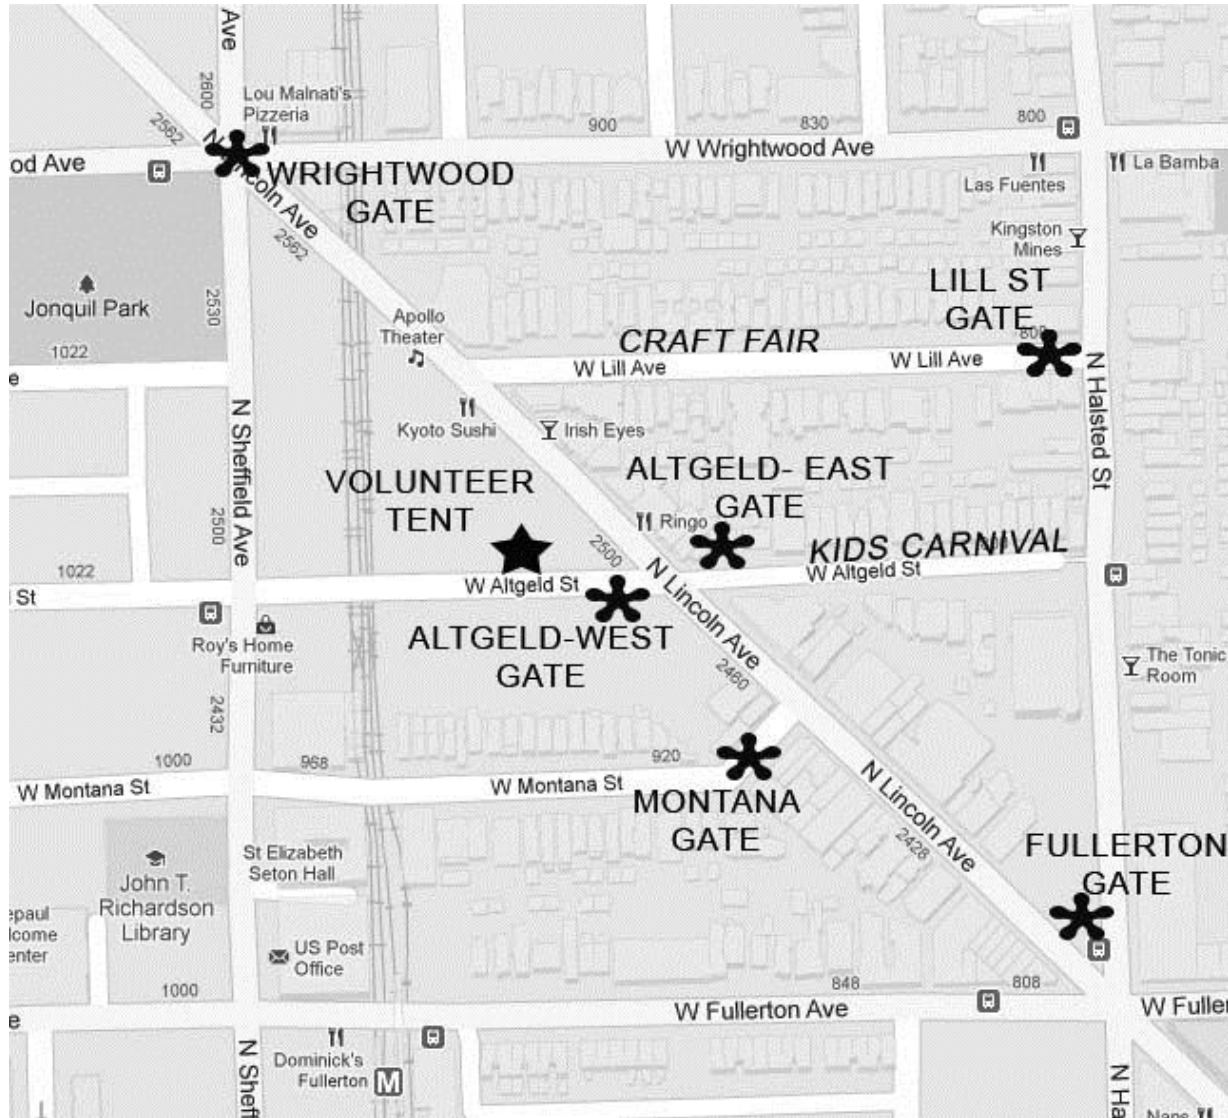 Ave
2600
Lou Malnati's
Pizzeria
2562
900
830
800
W Wrightwood Ave
od Ave
N Lincoln Ave
WRIGHTWOOD
GATE
La Bamba
Las Fuentes
2562
Kingston
Mines
Jonquil Park
2530
LILL ST
GATE
Apollo
Theater
CRAFT FAIR
1022
W Lill Ave
W Lill Ave
e
N Halsted St
N Sheffield Ave
Kyoto Sushi
Irish Eyes
ALTGELD- EAST
GATE
VOLUNTEER
TENT
2500
Ringo
2500
KIDS CARNIVAL
1022
W Altgeld St
W Altgeld St
St
N Lincoln Ave
Roy's Home
Furniture
ALTGELD-WEST
GATE
2460
The Tonic
Room
2432
1000
968
920
W Montana St
W Montana St
MONTANA
GATE
N Lincoln Ave
2428
FULLERTON
GATE
St Elizabeth
Seton Hall
John T.
Richardson
Library
epaul
lcome
enter
US Post
Office
1000
848
808
W Fullerton Ave
W Fuller
e
Dominick's
Fullerton
M
N Sheff
N Ha
Nans